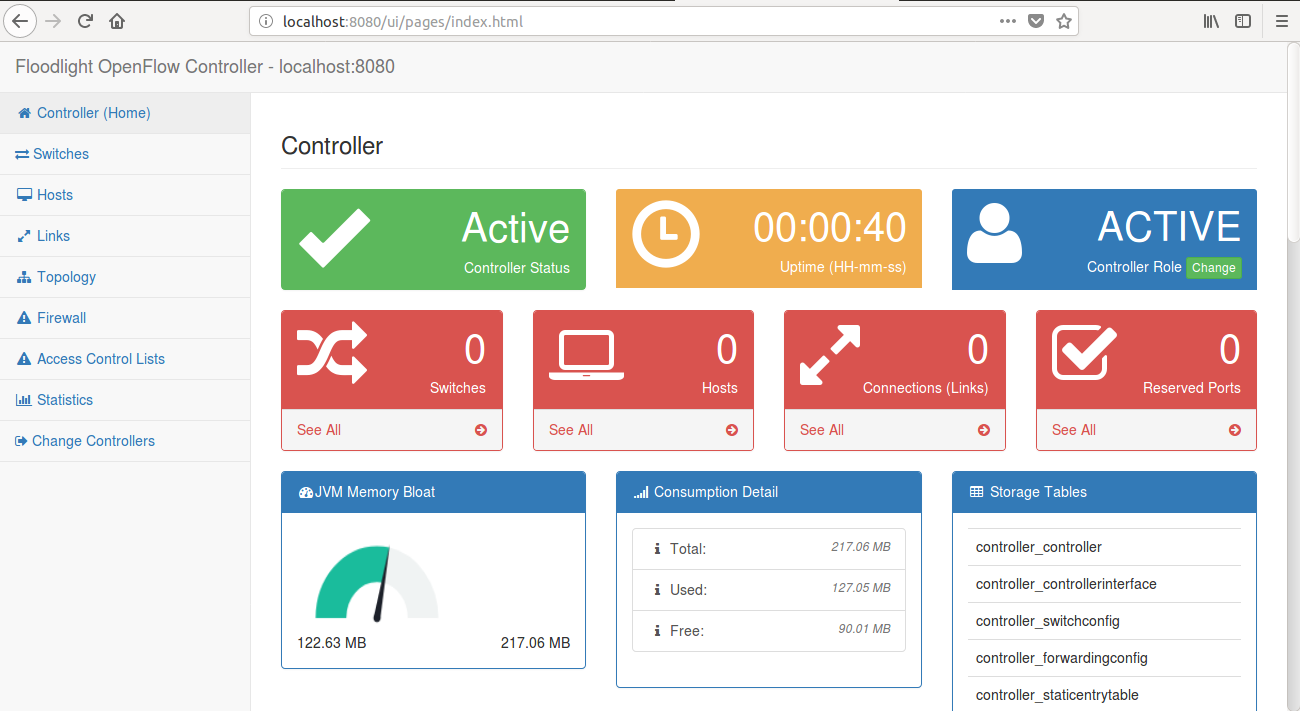 localhost:8080/ui/pages/index.html
Floodlight OpenFlow Controller - localhost:8080
Controller (Home)
Switches
Hosts
Links
Topology
Firewall
Access Control Lists
Statistics
Change Controllers
Controller
Active
Controller Status
00:00:40
Uptime (HH-mm-ss)
ACTIVE
Controller Role Change
0
Switches
See All
0
Hosts
See All
0
Connections (Links)
See All
0
Reserved Ports
See All
JVM Memory Bloat
122.63 MB 217.06 MB
Consumption Detail
Total: 217.06 MB
Used: 127.05 MB
Free: 90.01 MB
Storage Tables
controller_controller
controller_controllerinterface
controller_switchconfig
controller_forwardingconfig
controller_staticentrytable